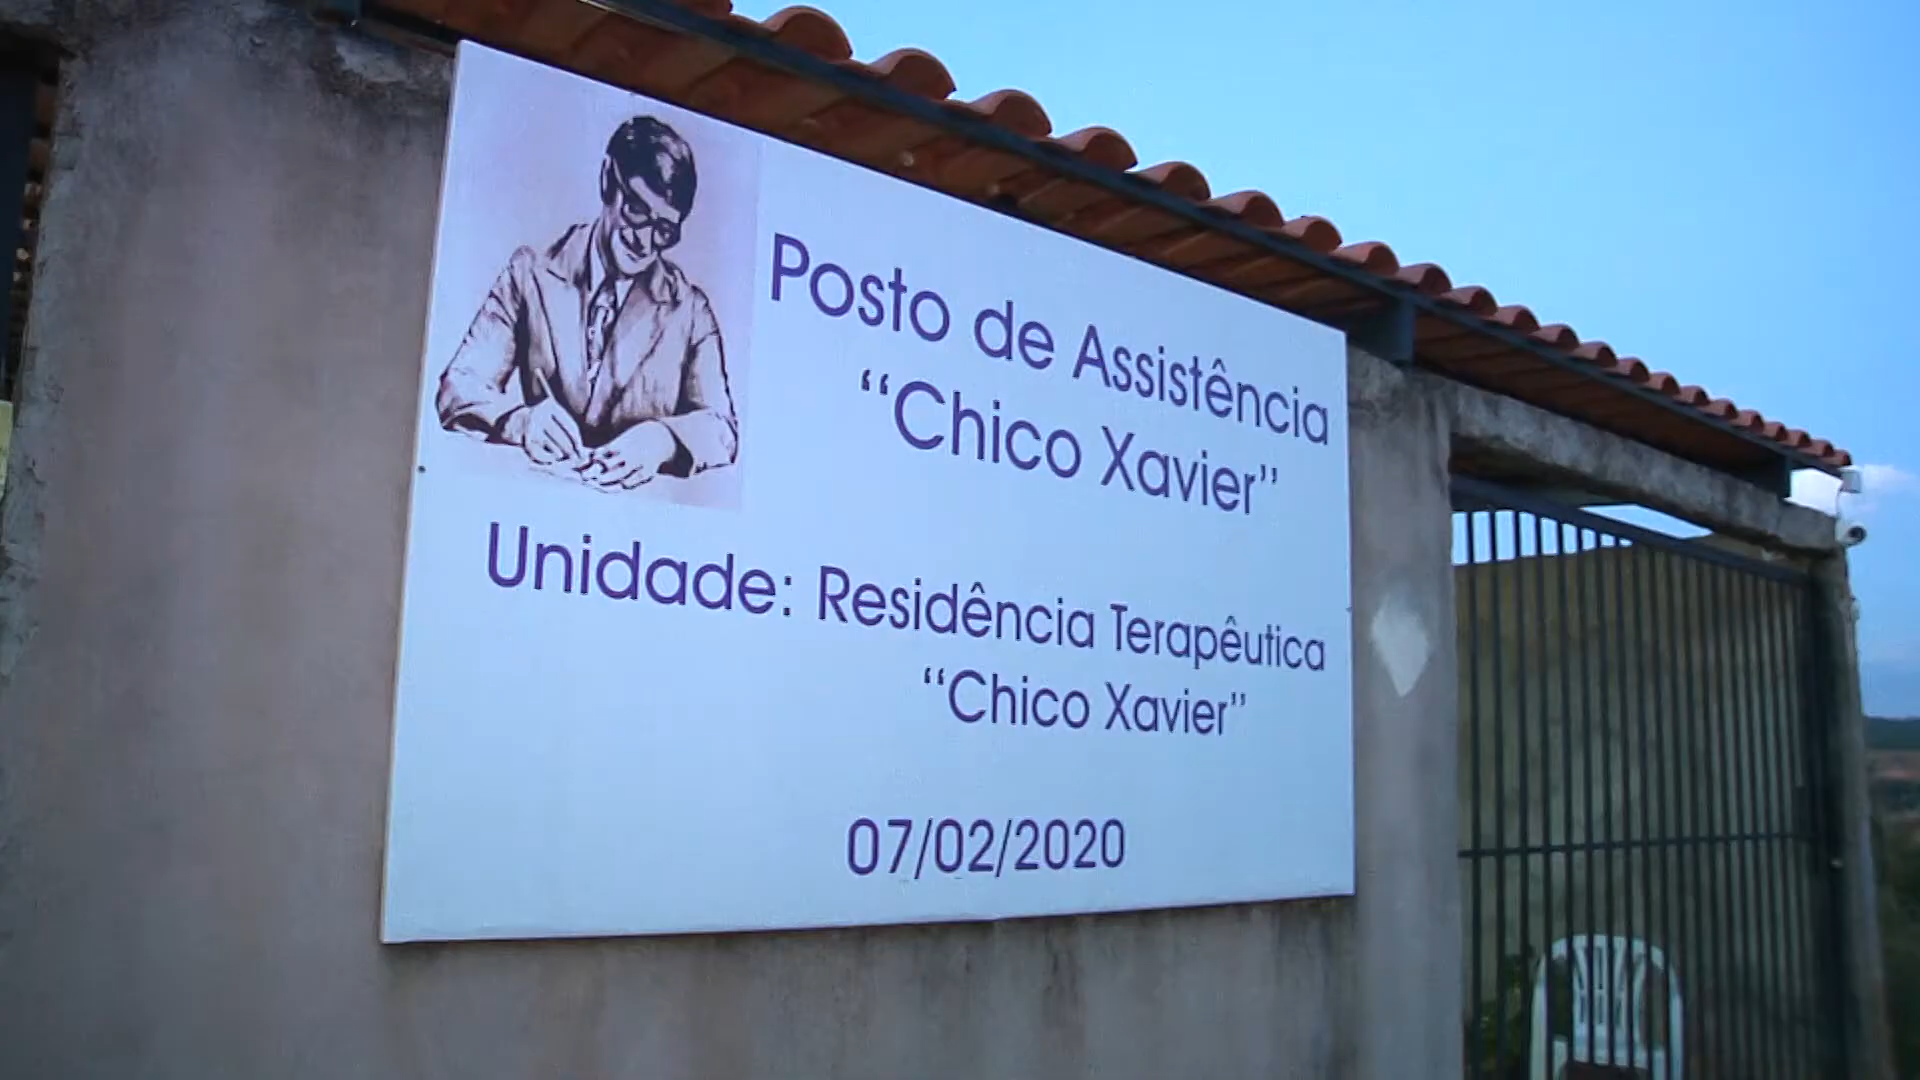 Posto de Assistência
“Chico Xavier”
Unidade: Residência Terapêutica
“Chico Xavier”
07/02/2020